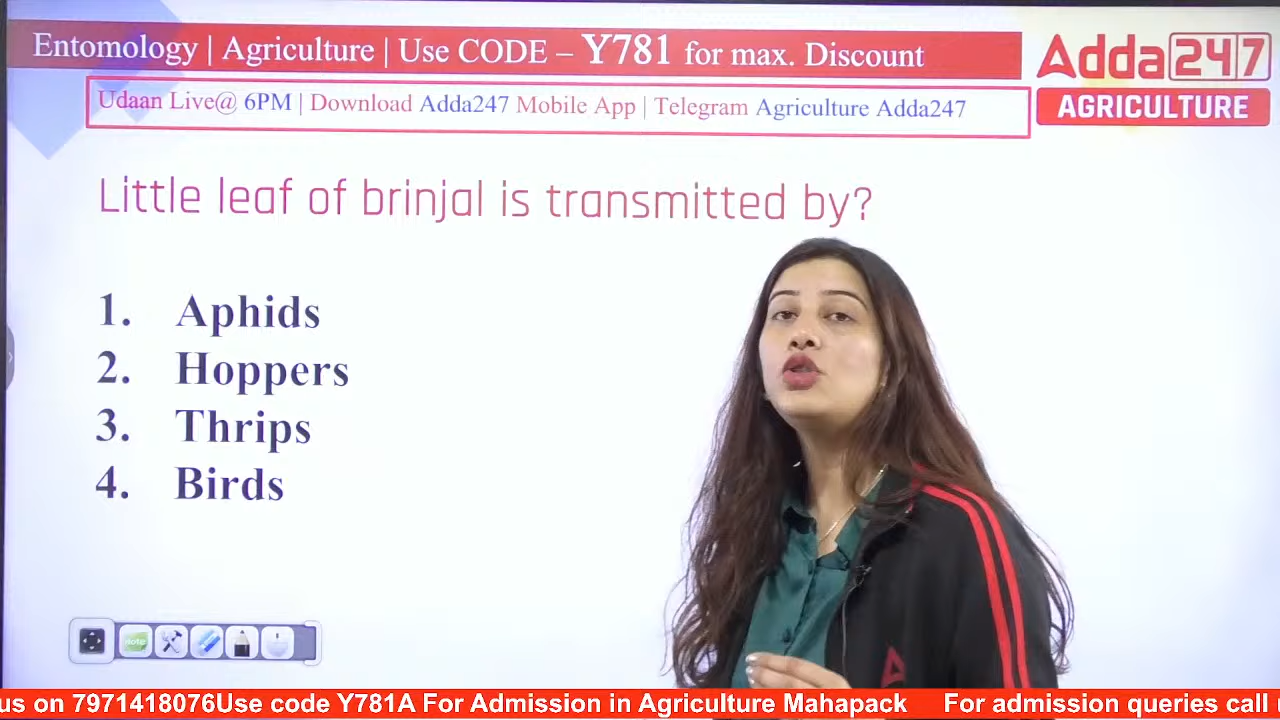 Entomology | Agriculture | Use CODE – Y781 for max. Discount
Adda247
AGRICULTURE
Udaan Live@ 6PM | Download Adda247 Mobile App | Telegram Agriculture Adda247
Little leaf of brinjal is transmitted by?
1. Aphids
2. Hoppers
3. Thrips
4. Birds
note
us on 7971418076Use code Y781A For Admission in Agriculture Mahapack For admission queries call